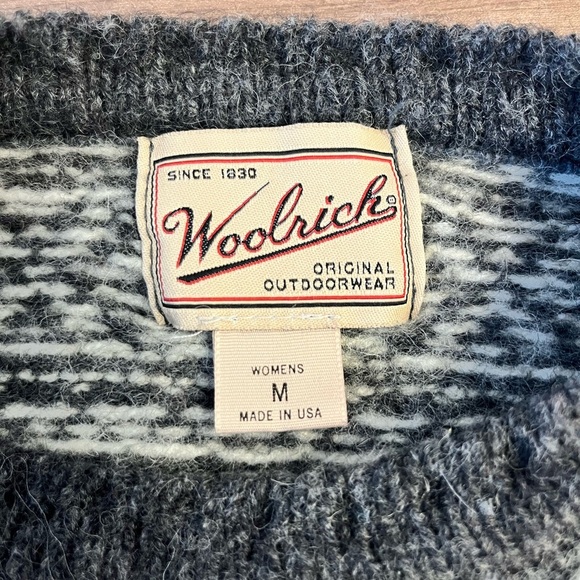 SINCE 1830
Woolrich®
ORIGINAL
OUTDOORWEAR
WOMENS
M
MADE IN USA